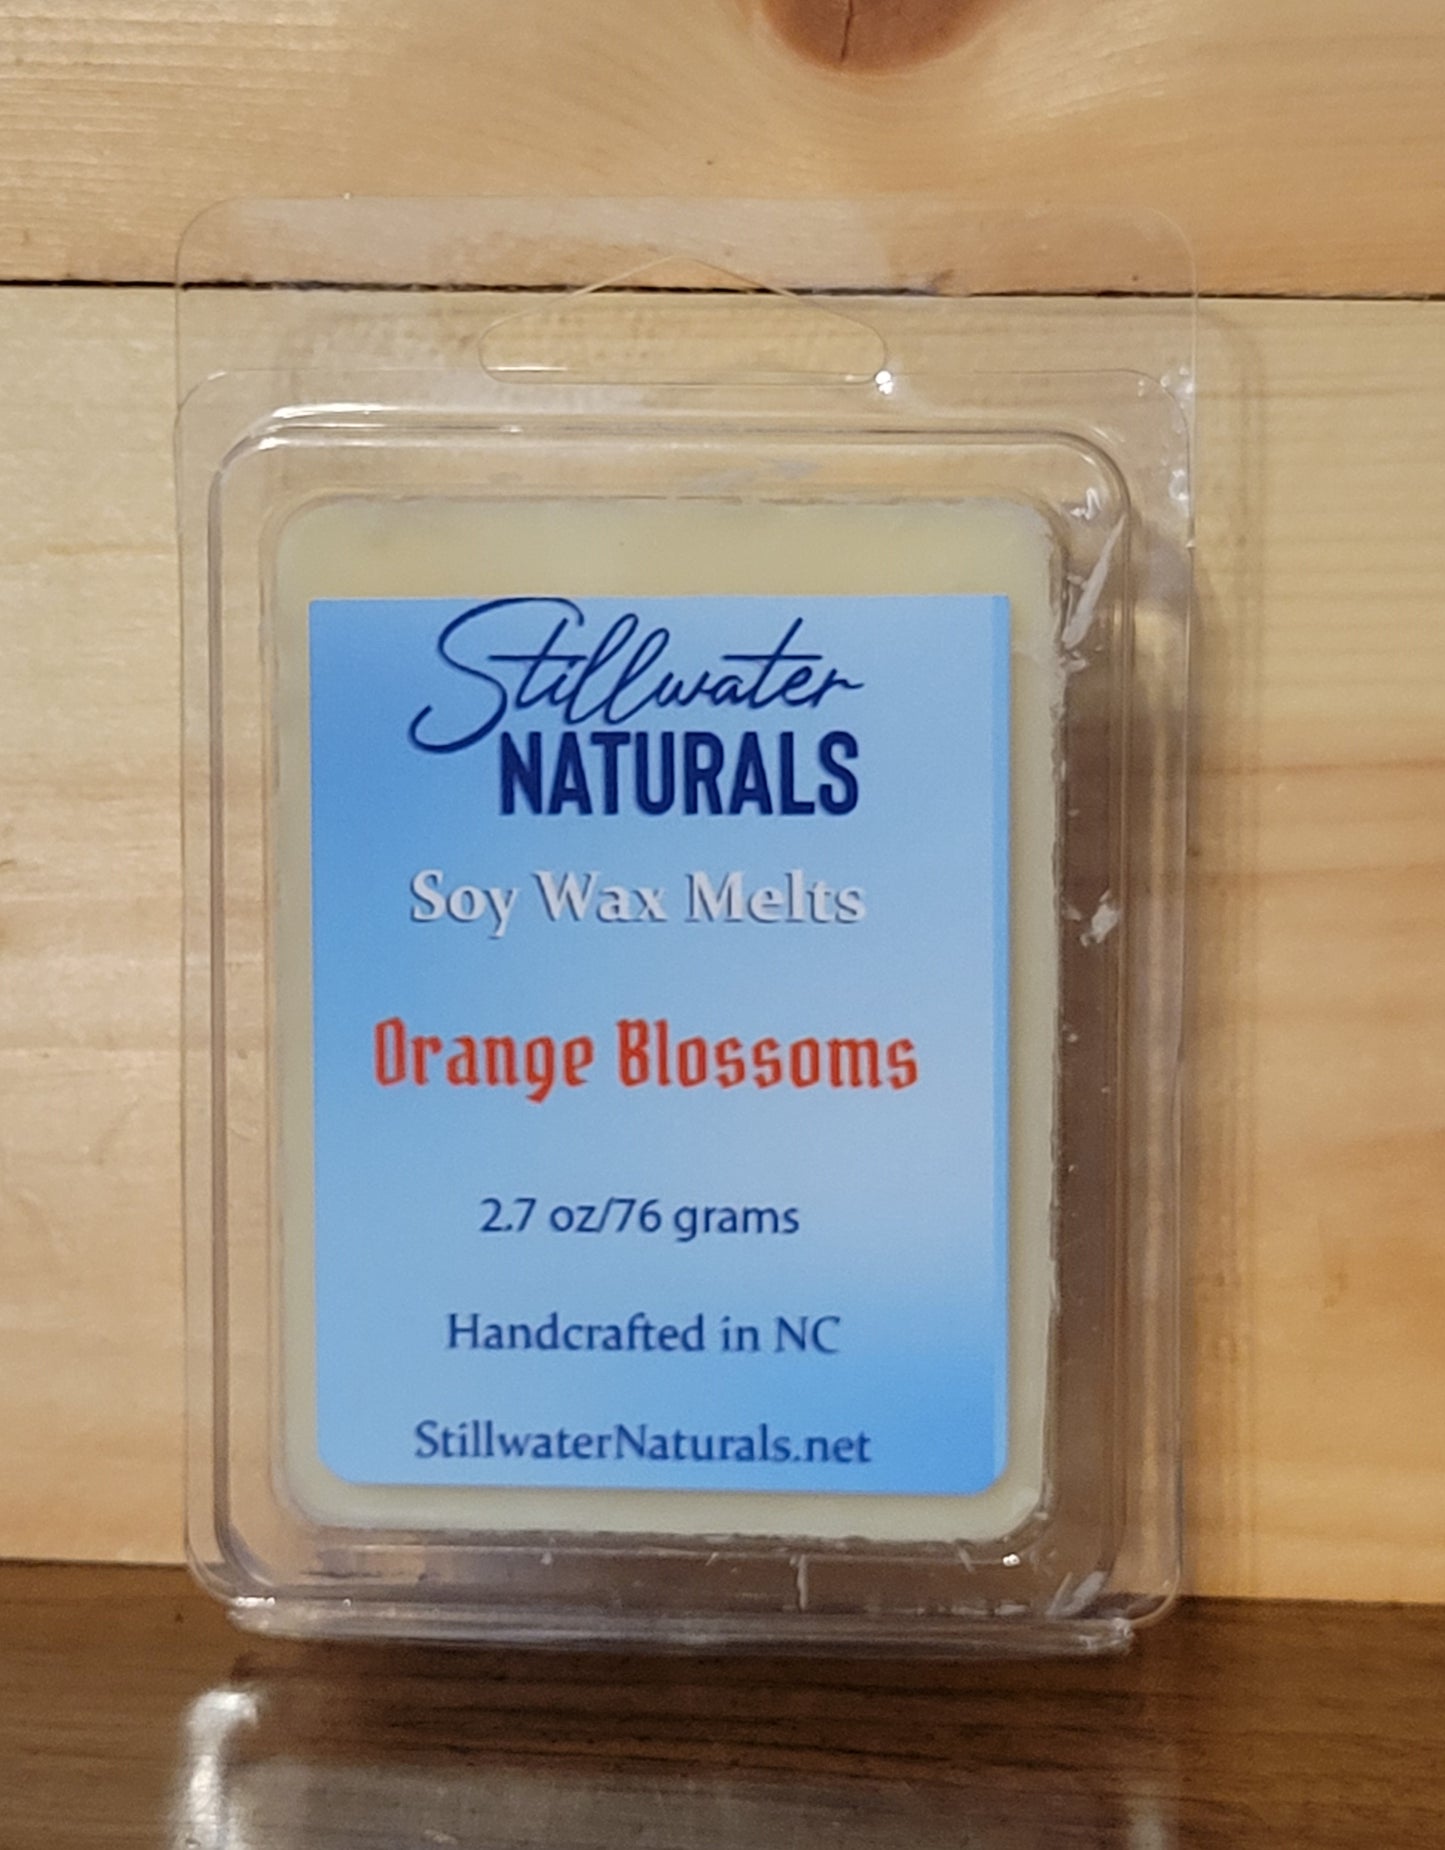 Stillwater
NATURALS
Soy Wax Melts
Orange Blossoms
2.7 oz/76 grams
Handcrafted in NC
StillwaterNaturals.net